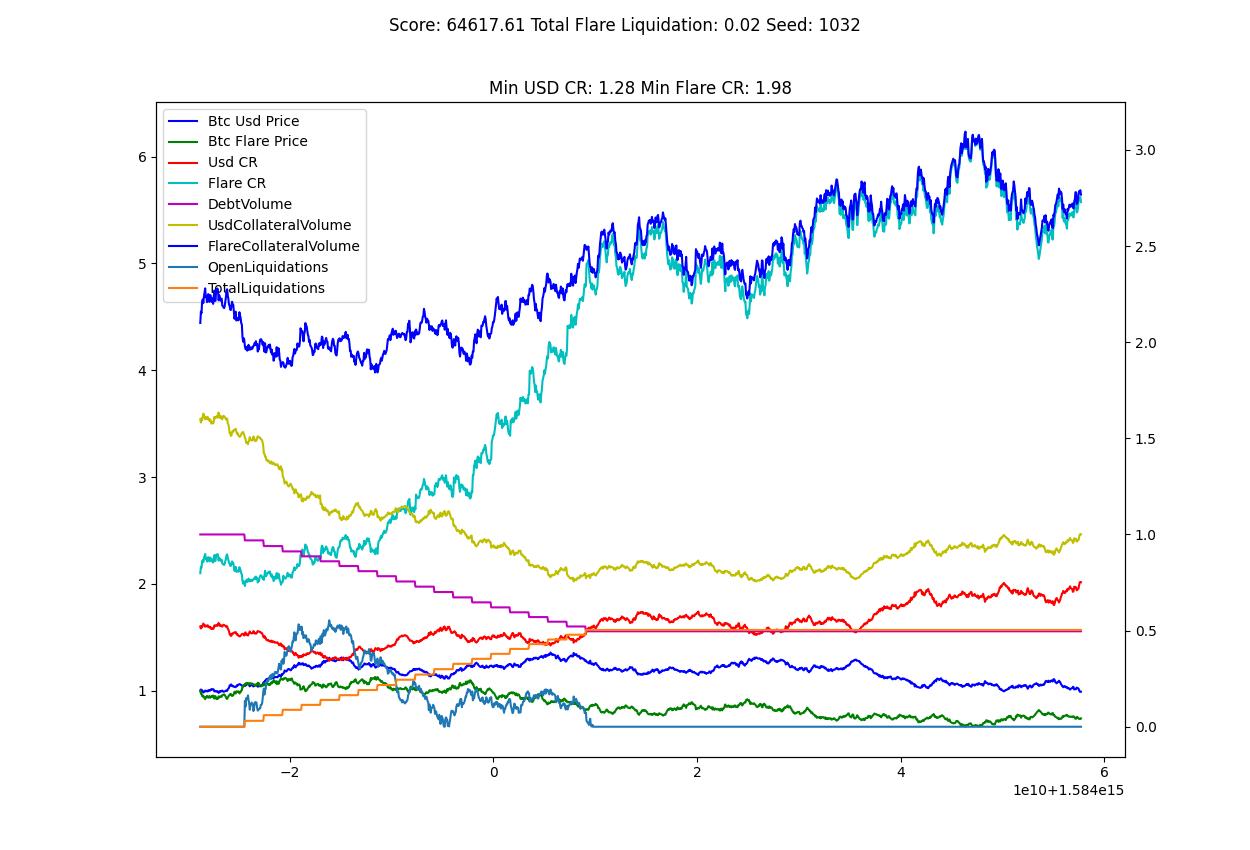 Score: 64617.61 Total Flare Liquidation: 0.02 Seed: 1032
Min USD CR: 1.28 Min Flare CR: 1.98
Btc Usd Price
Btc Flare Price
Usd CR
Flare CR
DebtVolume
UsdCollateralVolume
FlareCollateralVolume
OpenLiquidations
TotalLiquidations
6
5
4
3
2
1
3.0
2.5
2.0
1.5
1.0
0.5
0.0
−2 0 2 4 6
1e10+1.584e15